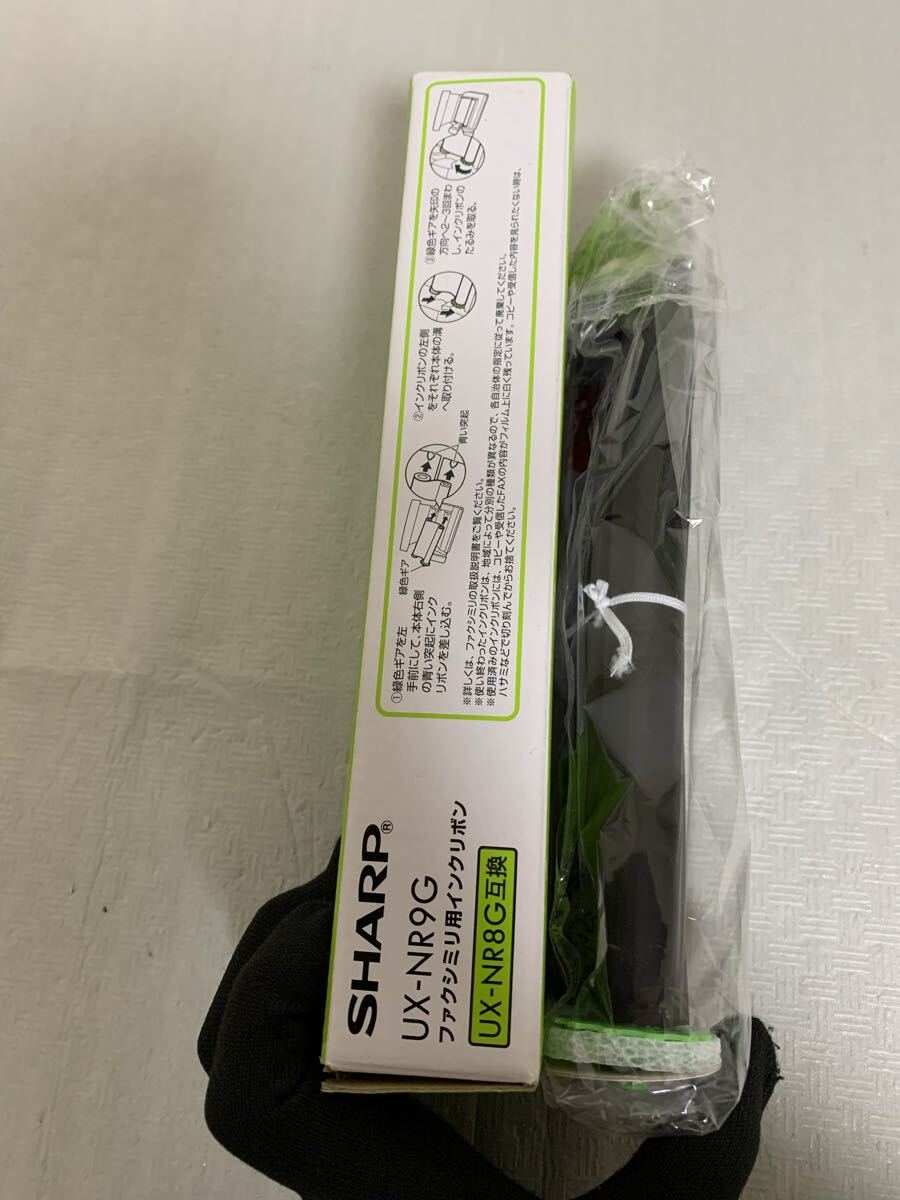 SHARP®
UX-NR9G
ファクシミリ用インクリボン
UX-NR8G互換
①緑色ギアを左
手前にして、本体右側
の青い突起にインク
リボンを差し込む。
緑色ギア
青い突起
②インクリボンの左側
をそれぞれ本体の溝
へ取り付ける。
③緑色ギアを矢印の
方向へ2〜3回まわ
し、インクリボンの
たるみを取る。
※詳しくは、ファクシミリの取扱説明書をご覧ください。
※使い終わったインクリボンは、地域によって分別の種類が異なるので、各自治体の指定に従って廃棄してください。
※使用済みのインクリボンには、コピーや受信したFAXの内容がフィルム上に白く残っています。コピーや受信した内容を見られたくない時は、
ハサミなどで切り刻んでからお捨てください。